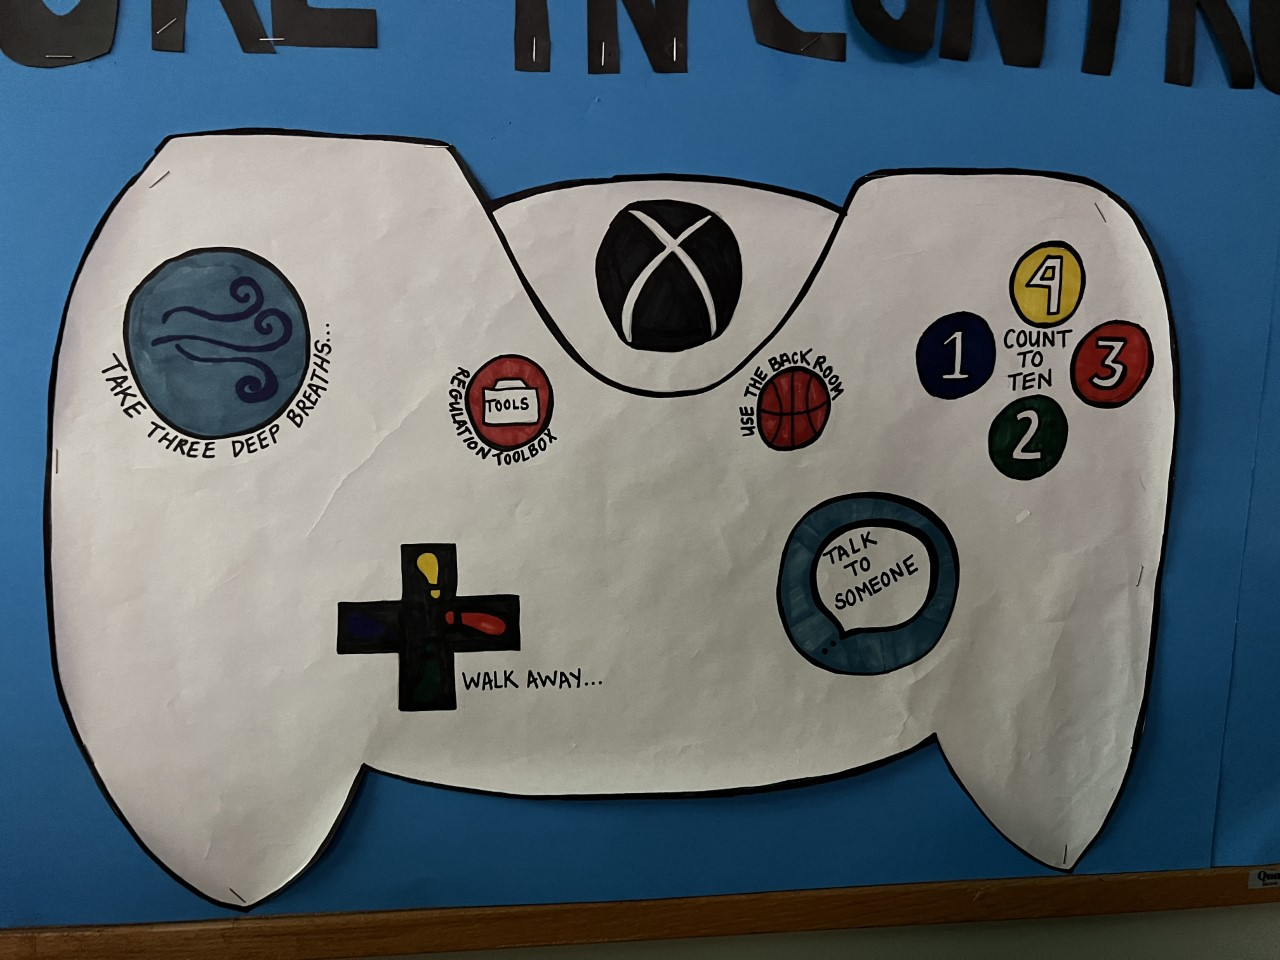 IN CONTRO
4
1
COUNT
TO
TEN
3
2
TAKE THREE DEEP BREATHS...
REGULATION TOOLBOX
TOOLS
USE THE BACK ROOM
TALK
TO
SOMEONE
WALK AWAY...